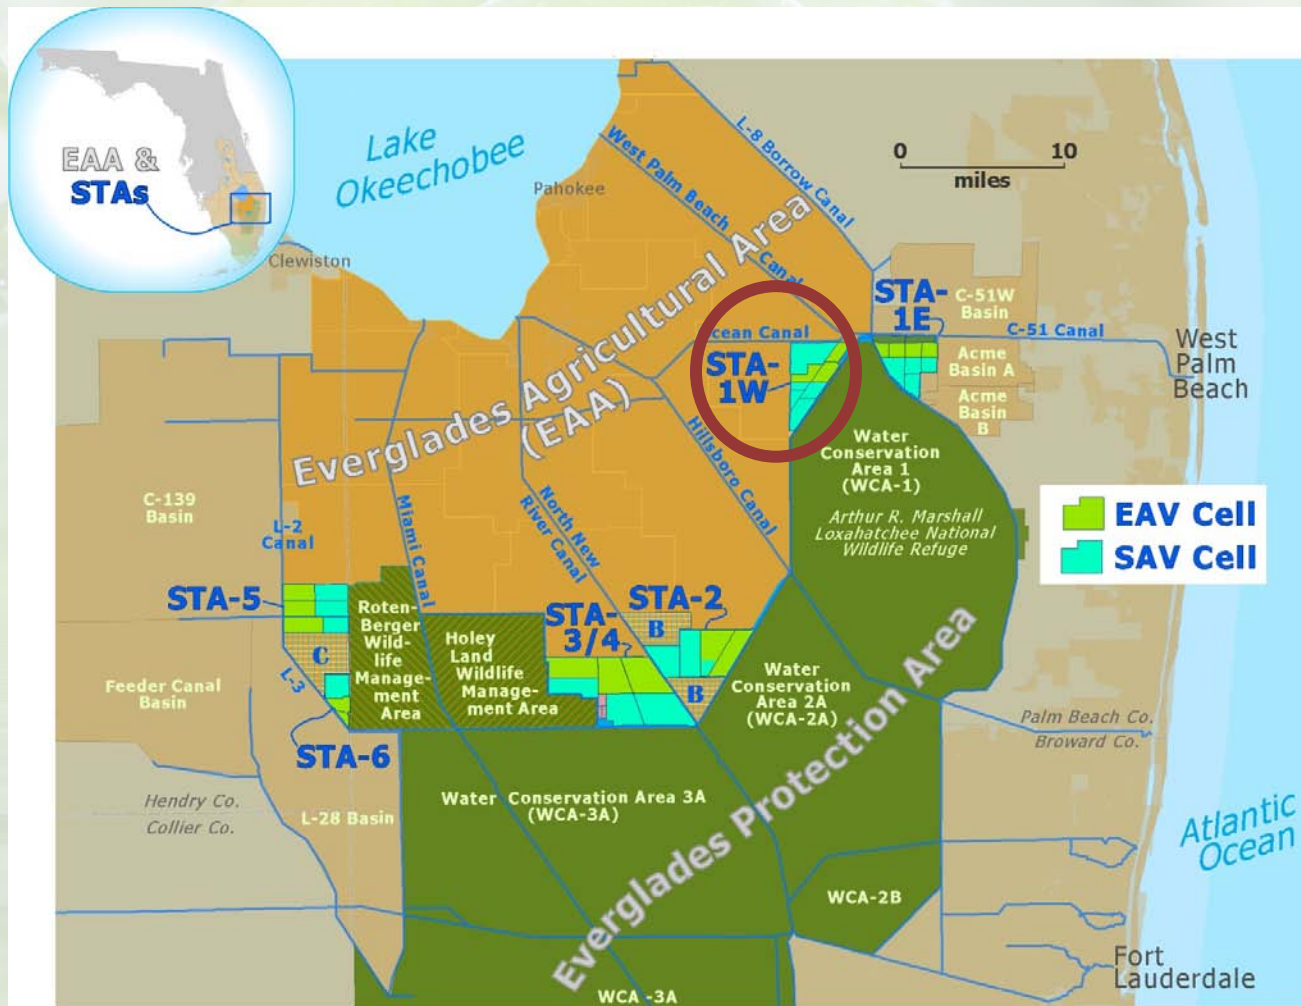 EAA &
STAs
Lake
Okeechobee
Pahokee
Clewiston
L-8 Borrow Canal
West Palm Beach
Canal
0 10
miles
Everglades Agricultural Area
(EAA)
STA-
1E
C-51W
Basin
C-51 Canal
West
Palm
Beach
cean Canal
STA-
1W
Acme
Basin A
Acme
Basin
B
Water
Conservation
Area 1
(WCA-1)
Arthur R. Marshall
Loxahatchee National
Wildlife Refuge
EAV Cell
SAV Cell
C-139
Basin
L-2
Canal
Miami Canal
North New
River Canal
Hillsboro Canal
STA-5
STA-
3/4
STA-2
B
C
L-3
B
Roten-
Berger
Wild-
life
Manage-
ment
Area
Holey
Land
Wildlife
Manage-
ment Area
Feeder Canal
Basin
STA-6
Water
Conservation
Area 2A
(WCA-2A)
Palm Beach Co.
Broward Co.
Everglades Protection Area
Hendry Co.
Collier Co.
L-28 Basin
Water Conservation Area 3A
(WCA-3A)
WCA-2B
WCA -3A
Atlantic
Ocean
Fort
Lauderdale